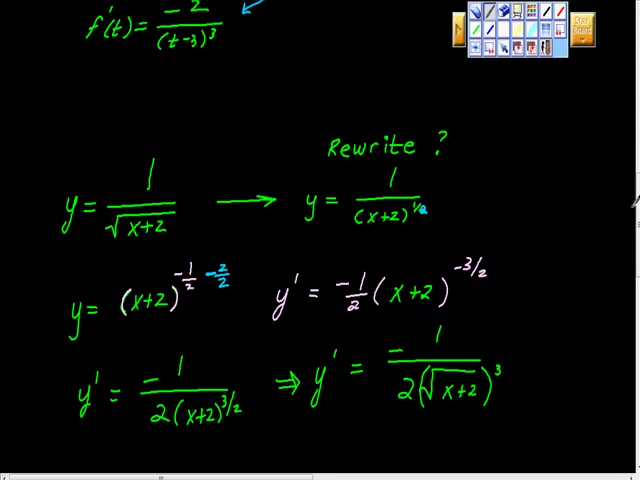 f'(t) = -2/(t-3)^3
Star Board
Rewrite ?
y = 1/√(x+2) → y = 1/(x+2)^(1/2)
y = (x+2)^(-1/2 -2/2) y' = -1/2 (x+2)^(-3/2)
y' = -1/(2(x+2)^(3/2)) ⇒ y' = -1/(2(√(x+2))^3)